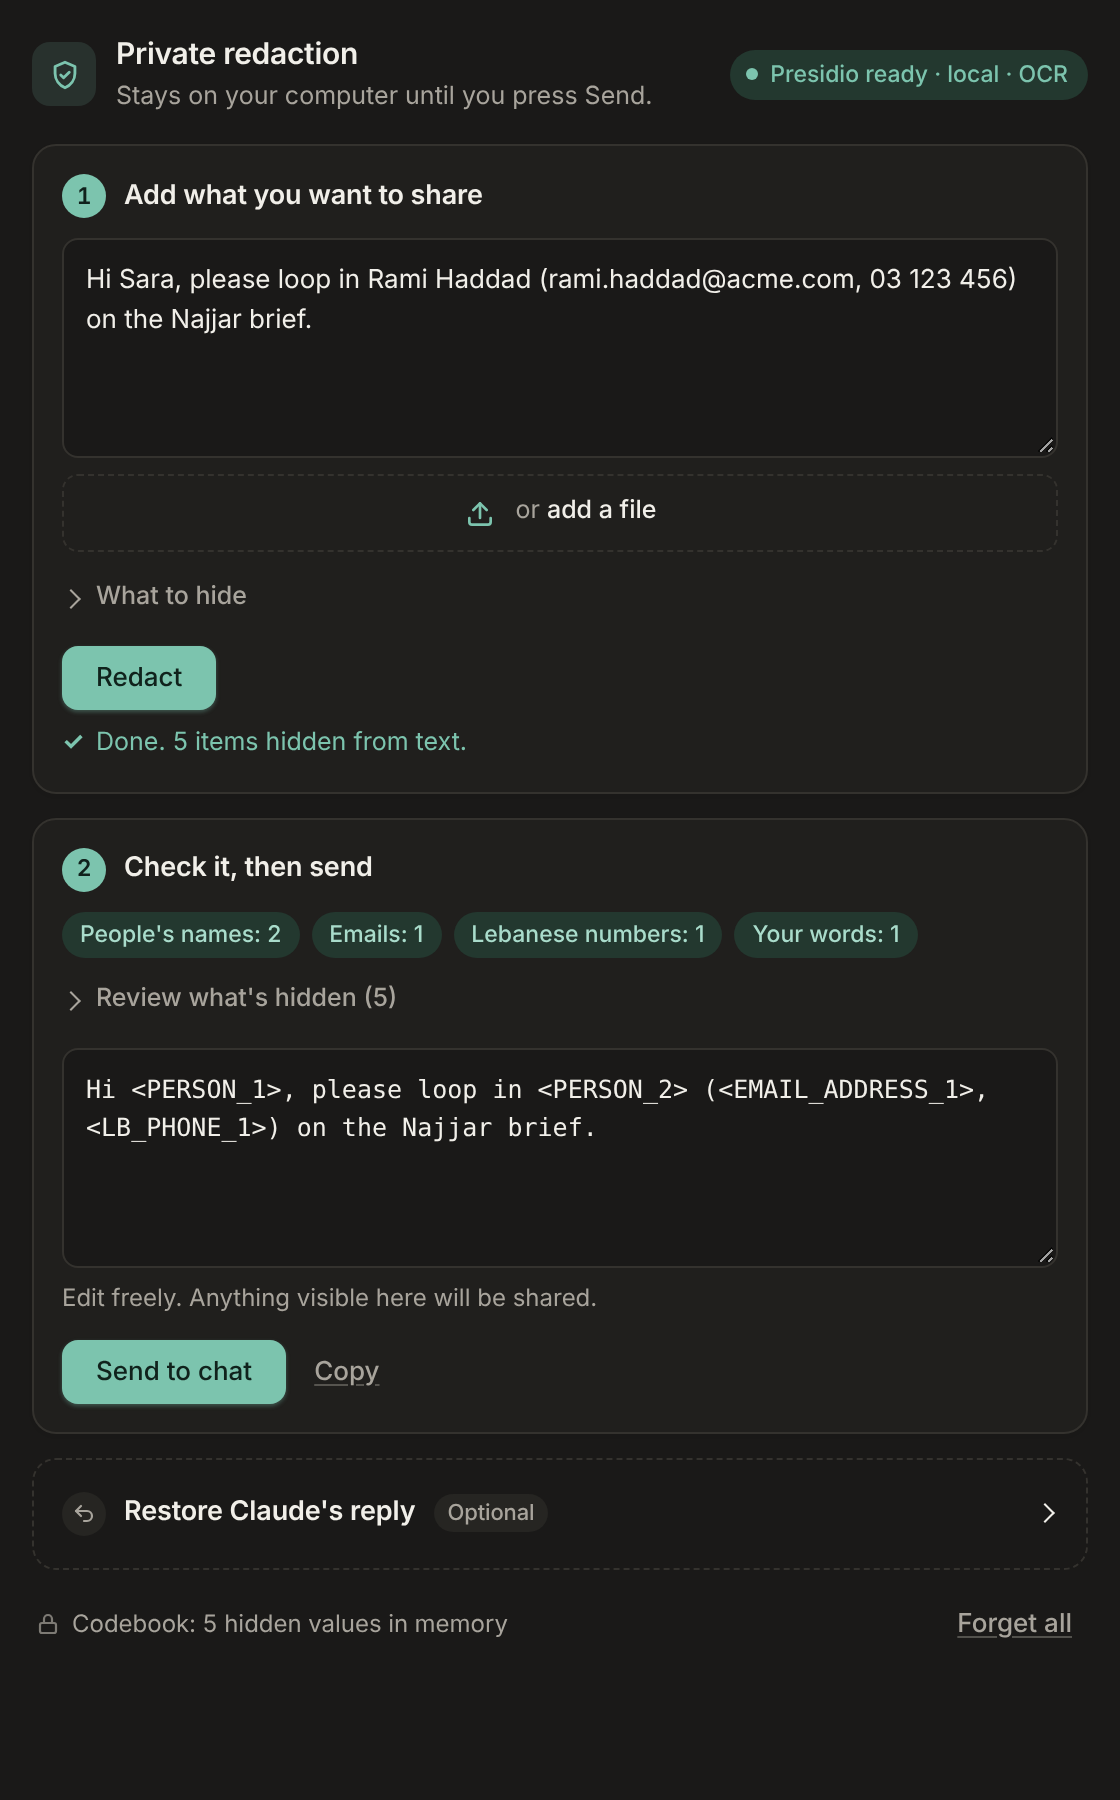 Private redaction
Stays on your computer until you press Send.
Presidio ready · local · OCR
1 Add what you want to share
Hi Sara, please loop in Rami Haddad (rami.haddad@acme.com, 03 123 456)
on the Najjar brief.
or add a file
What to hide
Redact
Done. 5 items hidden from text.
2 Check it, then send
People's names: 2
Emails: 1
Lebanese numbers: 1
Your words: 1
Review what's hidden (5)
Hi <PERSON_1>, please loop in <PERSON_2> (<EMAIL_ADDRESS_1>,
<LB_PHONE_1>) on the Najjar brief.
Edit freely. Anything visible here will be shared.
Send to chat
Copy
Restore Claude's reply
Optional
Codebook: 5 hidden values in memory
Forget all